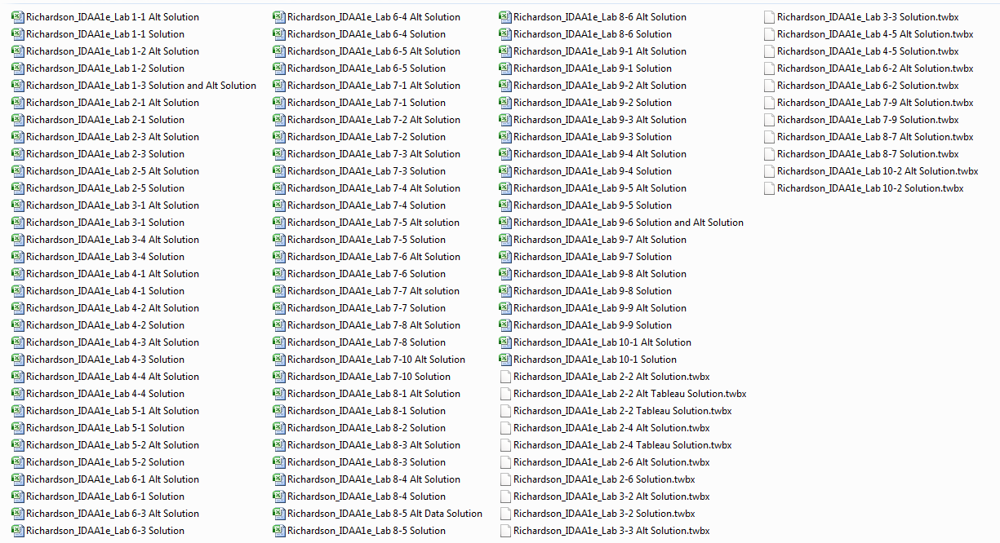 Richardson_IDAA1e_Lab 1-1 Alt Solution
Richardson_IDAA1e_Lab 1-1 Solution
Richardson_IDAA1e_Lab 1-2 Alt Solution
Richardson_IDAA1e_Lab 1-2 Solution
Richardson_IDAA1e_Lab 1-3 Solution and Alt Solution
Richardson_IDAA1e_Lab 2-1 Alt Solution
Richardson_IDAA1e_Lab 2-1 Solution
Richardson_IDAA1e_Lab 2-3 Alt Solution
Richardson_IDAA1e_Lab 2-3 Solution
Richardson_IDAA1e_Lab 2-5 Alt Solution
Richardson_IDAA1e_Lab 2-5 Solution
Richardson_IDAA1e_Lab 3-1 Alt Solution
Richardson_IDAA1e_Lab 3-1 Solution
Richardson_IDAA1e_Lab 3-4 Alt Solution
Richardson_IDAA1e_Lab 3-4 Solution
Richardson_IDAA1e_Lab 4-1 Alt Solution
Richardson_IDAA1e_Lab 4-1 Solution
Richardson_IDAA1e_Lab 4-2 Alt Solution
Richardson_IDAA1e_Lab 4-2 Solution
Richardson_IDAA1e_Lab 4-3 Alt Solution
Richardson_IDAA1e_Lab 4-3 Solution
Richardson_IDAA1e_Lab 4-4 Alt Solution
Richardson_IDAA1e_Lab 4-4 Solution
Richardson_IDAA1e_Lab 5-1 Alt Solution
Richardson_IDAA1e_Lab 5-1 Solution
Richardson_IDAA1e_Lab 5-2 Alt Solution
Richardson_IDAA1e_Lab 5-2 Solution
Richardson_IDAA1e_Lab 6-1 Alt Solution
Richardson_IDAA1e_Lab 6-1 Solution
Richardson_IDAA1e_Lab 6-3 Alt Solution
Richardson_IDAA1e_Lab 6-3 Solution
Richardson_IDAA1e_Lab 6-4 Alt Solution
Richardson_IDAA1e_Lab 6-4 Solution
Richardson_IDAA1e_Lab 6-5 Alt Solution
Richardson_IDAA1e_Lab 6-5 Solution
Richardson_IDAA1e_Lab 7-1 Alt Solution
Richardson_IDAA1e_Lab 7-1 Solution
Richardson_IDAA1e_Lab 7-2 Alt Solution
Richardson_IDAA1e_Lab 7-2 Solution
Richardson_IDAA1e_Lab 7-3 Alt Solution
Richardson_IDAA1e_Lab 7-3 Solution
Richardson_IDAA1e_Lab 7-4 Alt Solution
Richardson_IDAA1e_Lab 7-4 Solution
Richardson_IDAA1e_Lab 7-5 Alt solution
Richardson_IDAA1e_Lab 7-5 Solution
Richardson_IDAA1e_Lab 7-6 Alt Solution
Richardson_IDAA1e_Lab 7-6 Solution
Richardson_IDAA1e_Lab 7-7 Alt solution
Richardson_IDAA1e_Lab 7-7 Solution
Richardson_IDAA1e_Lab 7-8 Alt Solution
Richardson_IDAA1e_Lab 7-8 Solution
Richardson_IDAA1e_Lab 7-10 Alt Solution
Richardson_IDAA1e_Lab 7-10 Solution
Richardson_IDAA1e_Lab 8-1 Alt Solution
Richardson_IDAA1e_Lab 8-1 Solution
Richardson_IDAA1e_Lab 8-2 Solution
Richardson_IDAA1e_Lab 8-3 Alt Solution
Richardson_IDAA1e_Lab 8-3 Solution
Richardson_IDAA1e_Lab 8-4 Alt Solution
Richardson_IDAA1e_Lab 8-4 Solution
Richardson_IDAA1e_Lab 8-5 Alt Data Solution
Richardson_IDAA1e_Lab 8-5 Solution
Richardson_IDAA1e_Lab 8-6 Alt Solution
Richardson_IDAA1e_Lab 8-6 Solution
Richardson_IDAA1e_Lab 9-1 Alt Solution
Richardson_IDAA1e_Lab 9-1 Solution
Richardson_IDAA1e_Lab 9-2 Alt Solution
Richardson_IDAA1e_Lab 9-2 Solution
Richardson_IDAA1e_Lab 9-3 Alt Solution
Richardson_IDAA1e_Lab 9-3 Solution
Richardson_IDAA1e_Lab 9-4 Alt Solution
Richardson_IDAA1e_Lab 9-4 Solution
Richardson_IDAA1e_Lab 9-5 Alt Solution
Richardson_IDAA1e_Lab 9-5 Solution
Richardson_IDAA1e_Lab 9-6 Solution and Alt Solution
Richardson_IDAA1e_Lab 9-7 Alt Solution
Richardson_IDAA1e_Lab 9-7 Solution
Richardson_IDAA1e_Lab 9-8 Alt Solution
Richardson_IDAA1e_Lab 9-8 Solution
Richardson_IDAA1e_Lab 9-9 Alt Solution
Richardson_IDAA1e_Lab 9-9 Solution
Richardson_IDAA1e_Lab 10-1 Alt Solution
Richardson_IDAA1e_Lab 10-1 Solution
Richardson_IDAA1e_Lab 2-2 Alt Solution.twbx
Richardson_IDAA1e_Lab 2-2 Alt Tableau Solution.twbx
Richardson_IDAA1e_Lab 2-2 Tableau Solution.twbx
Richardson_IDAA1e_Lab 2-4 Alt Solution.twbx
Richardson_IDAA1e_Lab 2-4 Tableau Solution.twbx
Richardson_IDAA1e_Lab 2-6 Alt Solution.twbx
Richardson_IDAA1e_Lab 2-6 Solution.twbx
Richardson_IDAA1e_Lab 3-2 Alt Solution.twbx
Richardson_IDAA1e_Lab 3-2 Solution.twbx
Richardson_IDAA1e_Lab 3-3 Alt Solution.twbx
Richardson_IDAA1e_Lab 3-3 Solution.twbx
Richardson_IDAA1e_Lab 4-5 Alt Solution.twbx
Richardson_IDAA1e_Lab 4-5 Solution.twbx
Richardson_IDAA1e_Lab 6-2 Alt Solution.twbx
Richardson_IDAA1e_Lab 6-2 Solution.twbx
Richardson_IDAA1e_Lab 7-9 Alt Solution.twbx
Richardson_IDAA1e_Lab 7-9 Solution.twbx
Richardson_IDAA1e_Lab 8-7 Alt Solution.twbx
Richardson_IDAA1e_Lab 8-7 Solution.twbx
Richardson_IDAA1e_Lab 10-2 Alt Solution.twbx
Richardson_IDAA1e_Lab 10-2 Solution.twbx